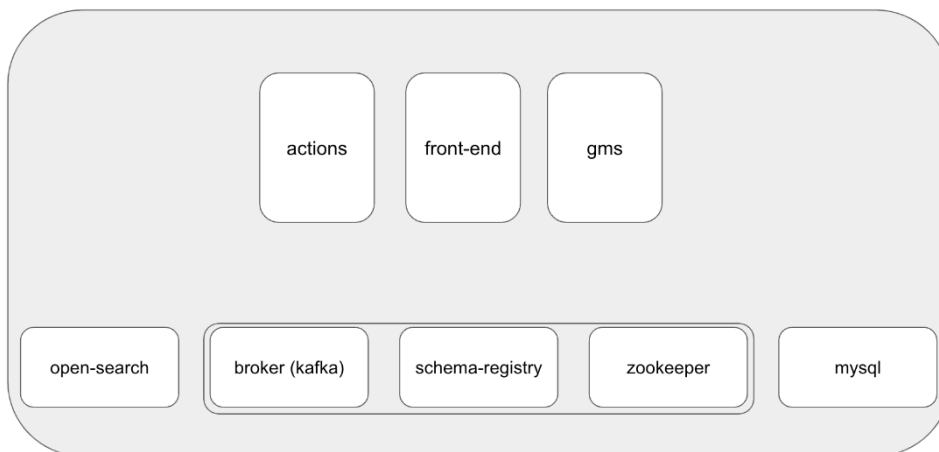 actions
front-end
gms
open-search
broker (kafka)
schema-registry
zookeeper
mysql